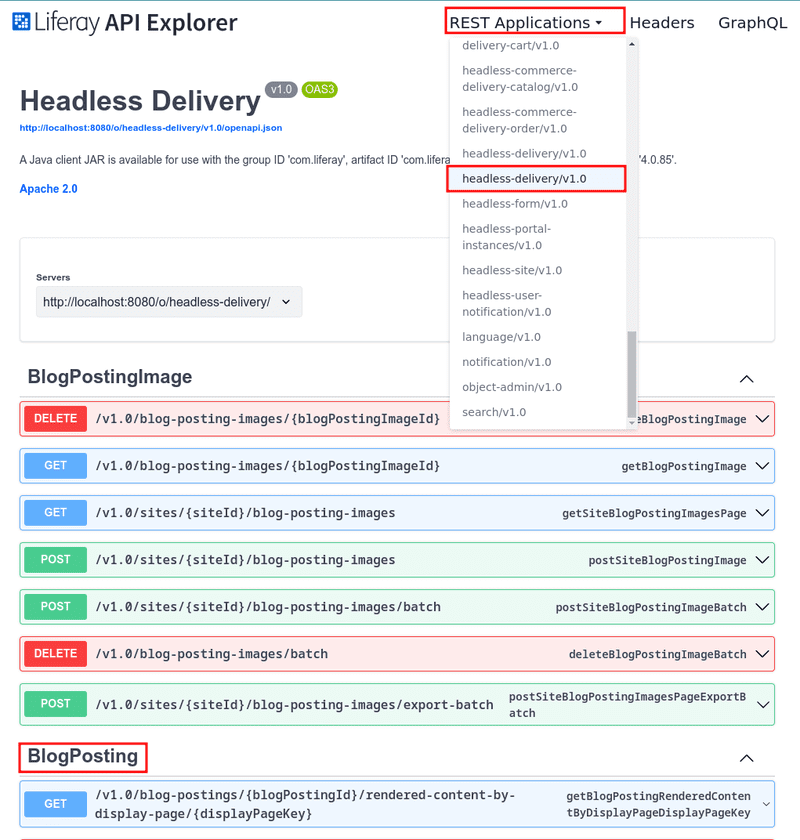 Liferay API Explorer
REST Applications
Headers
GraphQL
delivery-cart/v1.0
headless-commerce-
delivery-catalog/v1.0
headless-commerce-
delivery-order/v1.0
headless-delivery/v1.0
headless-delivery/v1.0
headless-form/v1.0
headless-portal-
instances/v1.0
headless-site/v1.0
headless-user-
notification/v1.0
language/v1.0
notification/v1.0
object-admin/v1.0
search/v1.0
Headless Delivery v1.0 OAS3
http://localhost:8080/o/headless-delivery/v1.0/openapi.json
A Java client JAR is available for use with the group ID 'com.liferay', artifact ID 'com.lifera '4.0.85'.
Apache 2.0
Servers
http://localhost:8080/o/headless-delivery/
BlogPostingImage
DELETE /v1.0/blog-posting-images/{blogPostingImageId} eBlogPostingImage
GET /v1.0/blog-posting-images/{blogPostingImageId} getBlogPostingImage
GET /v1.0/sites/{siteId}/blog-posting-images getSiteBlogPostingImagesPage
POST /v1.0/sites/{siteId}/blog-posting-images postSiteBlogPostingImage
POST /v1.0/sites/{siteId}/blog-posting-images/batch postSiteBlogPostingImageBatch
DELETE /v1.0/blog-posting-images/batch deleteBlogPostingImageBatch
POST /v1.0/sites/{siteId}/blog-posting-images/export-batch postSiteBlogPostingImagesPageExportB
atch
BlogPosting
GET /v1.0/blog-postings/{blogPostingId}/rendered-content-by-
display-page/{displayPageKey}
getBlogPostingRenderedConten
tByDisplayPageDisplayPageKey